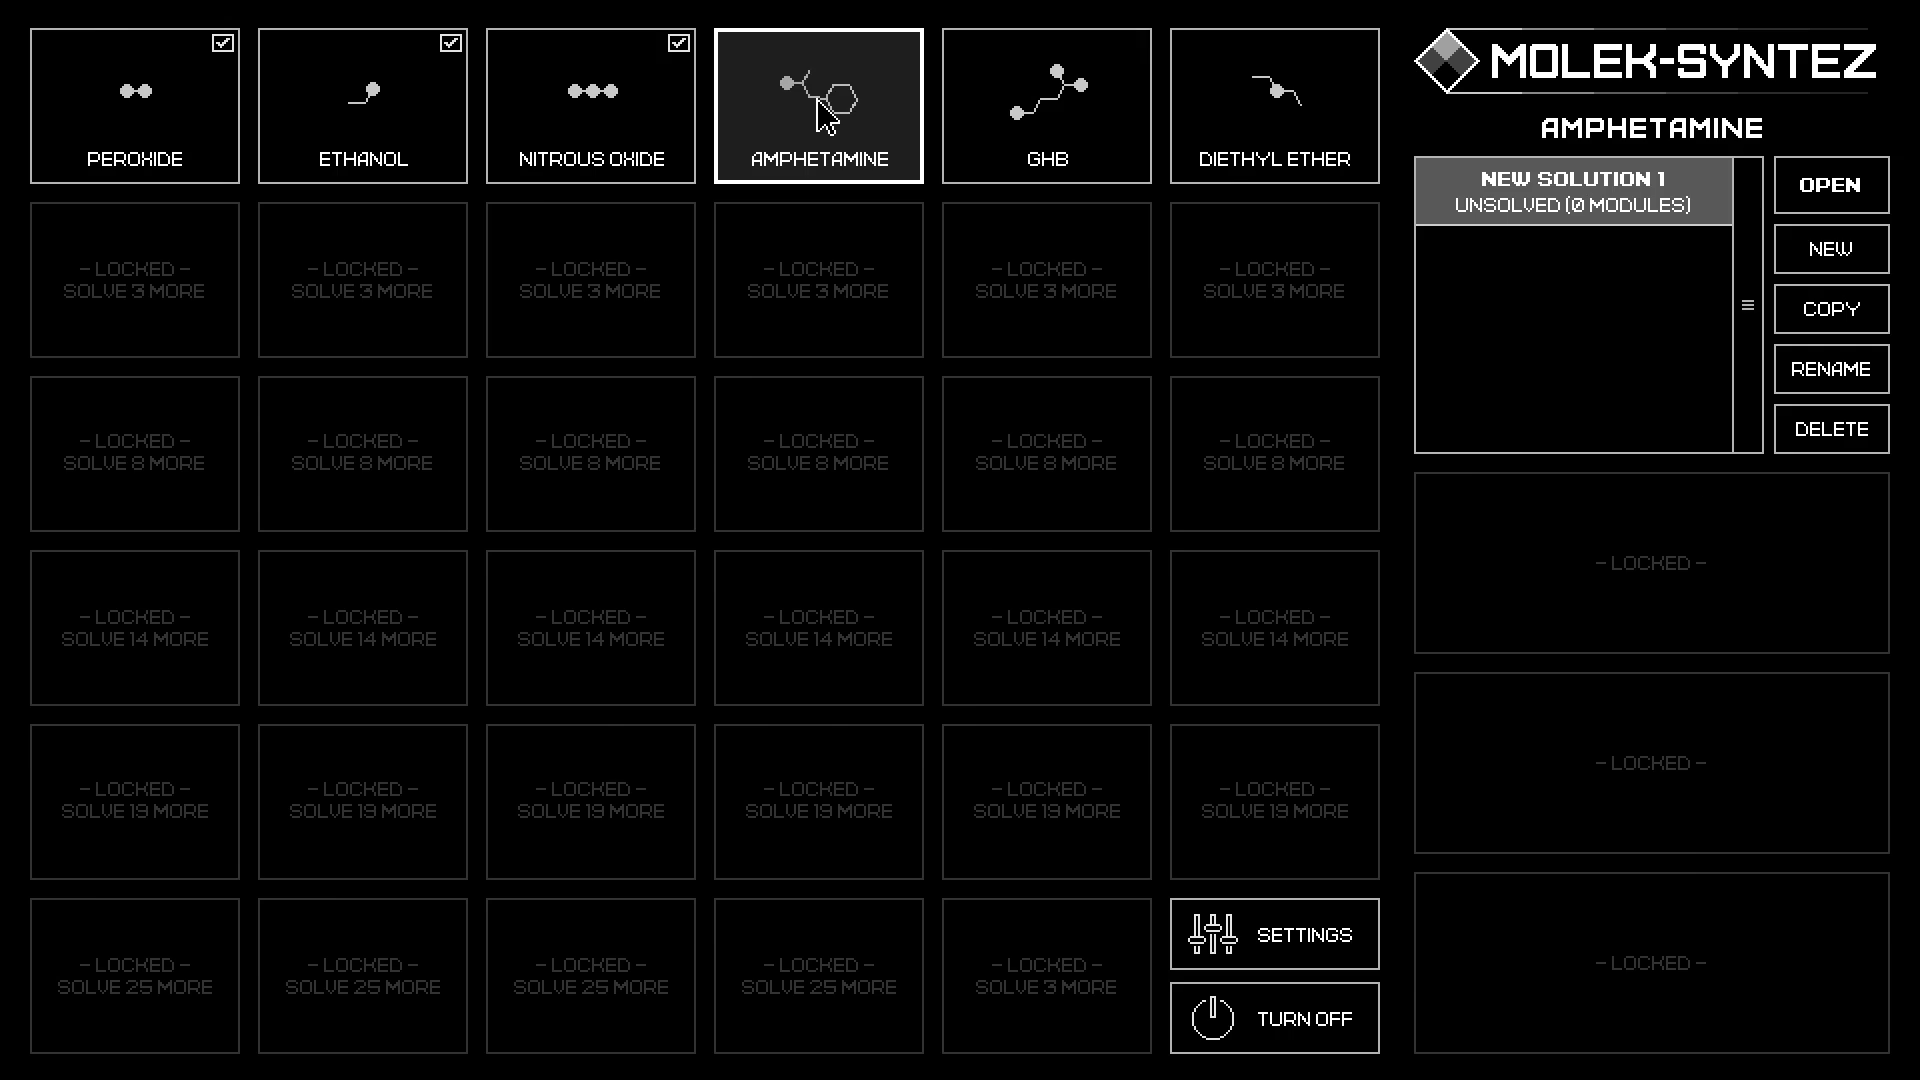 MOLEK-SYNTEZ
PEROXIDE
ETHANOL
NITROUS OXIDE
AMPHETAMINE
GHB
DIETHYL ETHER
- LOCKED -
SOLVE 3 MORE
- LOCKED -
SOLVE 3 MORE
- LOCKED -
SOLVE 3 MORE
- LOCKED -
SOLVE 3 MORE
- LOCKED -
SOLVE 3 MORE
- LOCKED -
SOLVE 3 MORE
- LOCKED -
SOLVE 8 MORE
- LOCKED -
SOLVE 8 MORE
- LOCKED -
SOLVE 8 MORE
- LOCKED -
SOLVE 8 MORE
- LOCKED -
SOLVE 8 MORE
- LOCKED -
SOLVE 8 MORE
- LOCKED -
SOLVE 14 MORE
- LOCKED -
SOLVE 14 MORE
- LOCKED -
SOLVE 14 MORE
- LOCKED -
SOLVE 14 MORE
- LOCKED -
SOLVE 14 MORE
- LOCKED -
SOLVE 14 MORE
- LOCKED -
SOLVE 19 MORE
- LOCKED -
SOLVE 19 MORE
- LOCKED -
SOLVE 19 MORE
- LOCKED -
SOLVE 19 MORE
- LOCKED -
SOLVE 19 MORE
- LOCKED -
SOLVE 19 MORE
- LOCKED -
SOLVE 25 MORE
- LOCKED -
SOLVE 25 MORE
- LOCKED -
SOLVE 25 MORE
- LOCKED -
SOLVE 25 MORE
- LOCKED -
SOLVE 3 MORE
SETTINGS
TURN OFF
AMPHETAMINE
NEW SOLUTION 1
UNSOLVED (0 MODULES)
OPEN
NEW
COPY
RENAME
DELETE
- LOCKED -
- LOCKED -
- LOCKED -